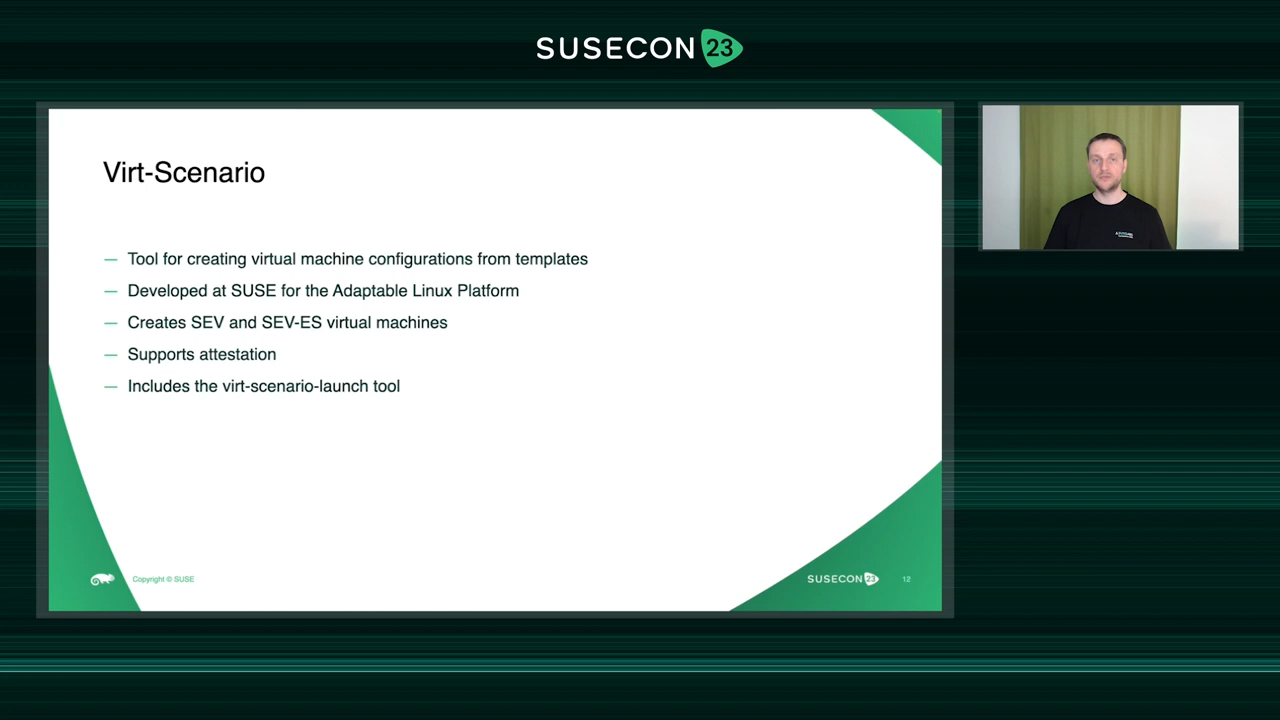 SUSECON 23
Virt-Scenario
— Tool for creating virtual machine configurations from templates
— Developed at SUSE for the Adaptable Linux Platform
— Creates SEV and SEV-ES virtual machines
— Supports attestation
— Includes the virt-scenario-launch tool
Copyright © SUSE
SUSECON 23
12